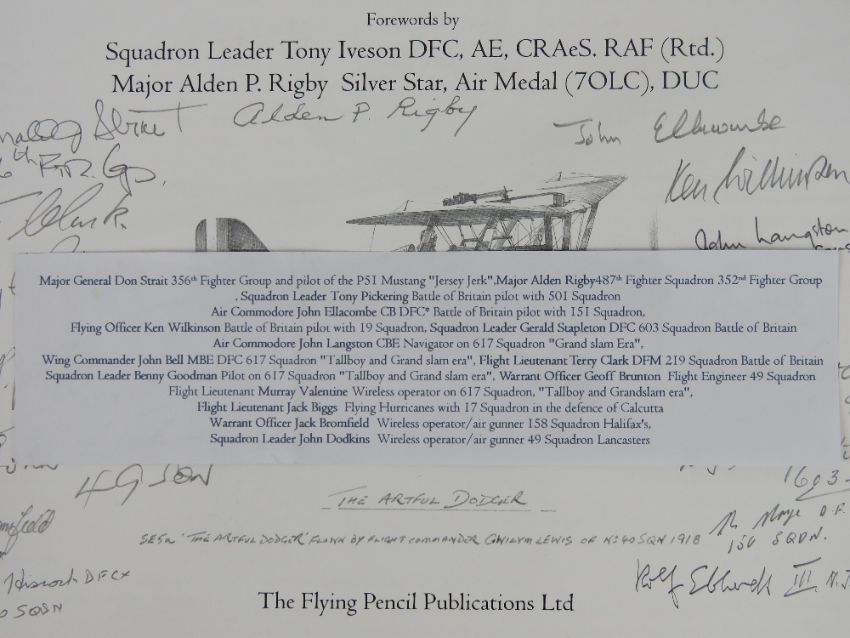 Forewords by
Squadron Leader Tony Iveson DFC, AE, CRAeS. RAF (Rtd.)
Major Alden P. Rigby Silver Star, Air Medal (7OLC), DUC
Alden P. Rigby
John Ellacombe
Ken Wilkinson
John Langston
Major General Don Strait 356th Fighter Group and pilot of the P51 Mustang "Jersey Jerk",Major Alden Rigby487th Fighter Squadron 352nd Fighter Group
, Squadron Leader Tony Pickering Battle of Britain pilot with 501 Squadron
Air Commodore John Ellacombe CB DFC* Battle of Britain pilot with 151 Squadron,
Flying Officer Ken Wilkinson Battle of Britain pilot with 19 Squadron, Squadron Leader Gerald Stapleton DFC 603 Squadron Battle of Britain
Air Commodore John Langston CBE Navigator on 617 Squadron "Grand slam era",
Wing Commander John Bell MBE DFC 617 Squadron "Tallboy and Grand slam era", Flight Lieutenant Terry Clark DFM 219 Squadron Battle of Britain
Squadron Leader Benny Goodman Pilot on 617 Squadron "Tallboy and Grand slam era", Warrant Officer Geoff Brunton Flight Engineer 49 Squadron
Flight Lieutenant Murray Valentine Wireless operator on 617 Squadron, "Tallboy and Grandslam era",
Flight Lieutenant Jack Biggs Flying Hurricanes with 17 Squadron in the defence of Calcutta
Warrant Officer Jack Bromfield Wireless operator/air gunner 158 Squadron Halifax's,
Squadron Leader John Dodkins Wireless operator/air gunner 49 Squadron Lancasters
49 SQN
1603
THE ARTFUL DODGER
SE5a 'THE ARTFUL DODGER' FLOWN BY FLIGHT COMMANDER GWILYM LEWIS OF No 40 SQN 1918
150 SQDN.
The Flying Pencil Publications Ltd